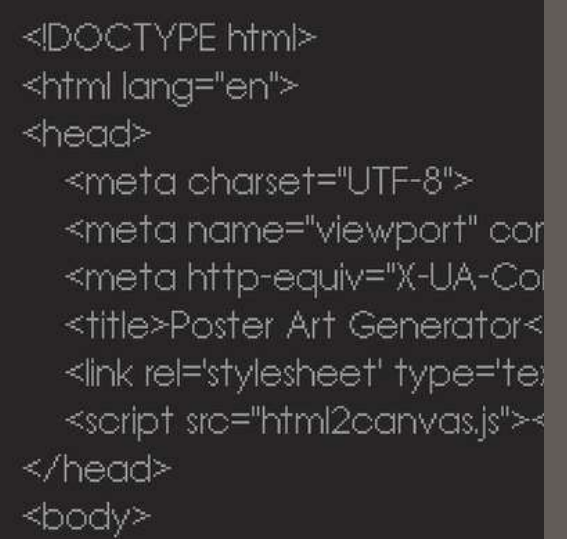 <!DOCTYPE html>
<html lang="en">
<head>
<meta charset="UTF-8">
<meta name="viewport" con
<meta http-equiv="X-UA-Co
<title>Poster Art Generator<
<link rel='stylesheet' type='te
<script src="html2canvas.js"><
</head>
<body>